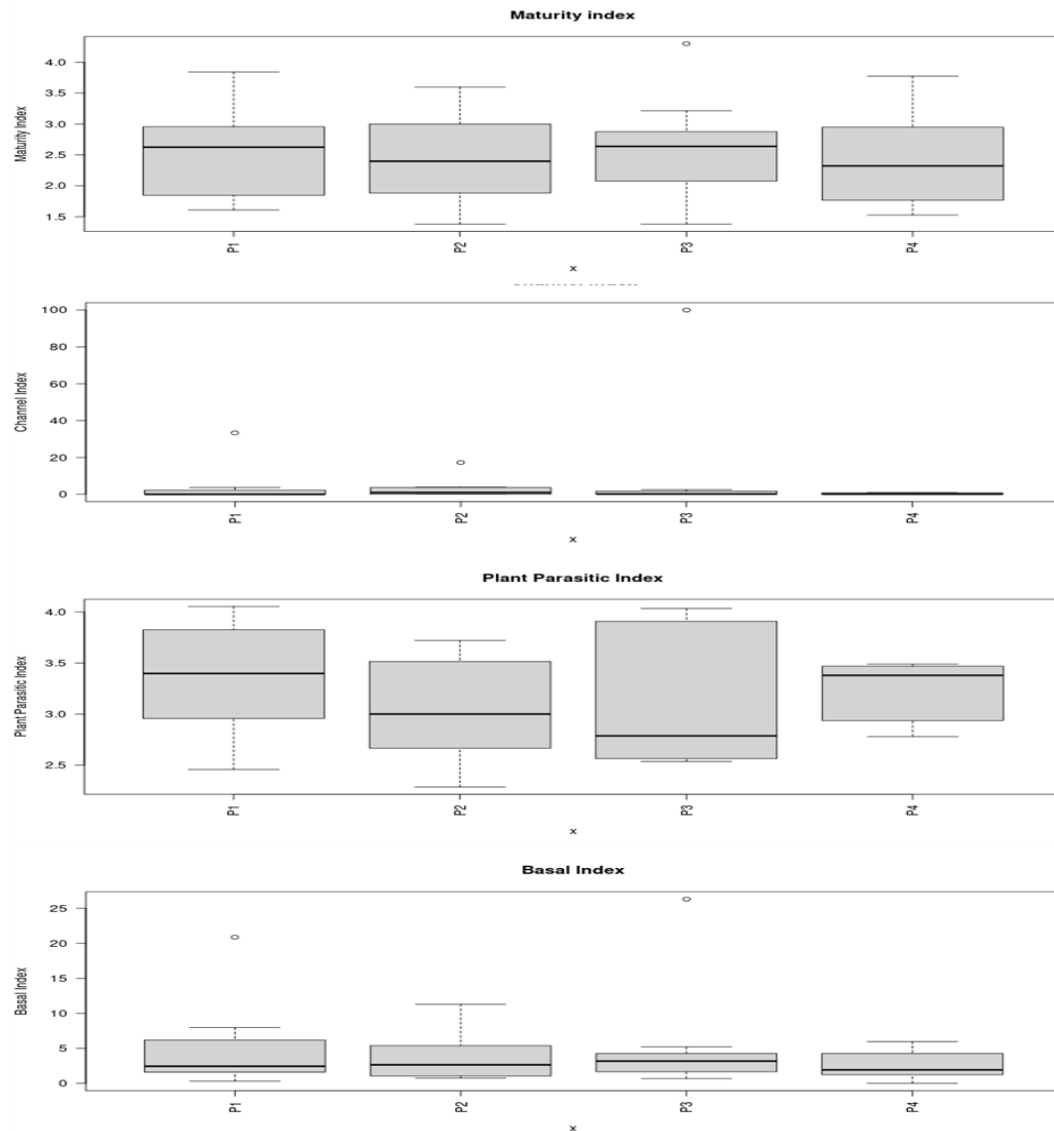 Maturity index
Maturity Index
4.0
3.5
3.0
2.5
2.0
1.5
P1 P2 P3 P4
x
Channel Index
100
80
60
40
20
0
P1 P2 P3 P4
x
Plant Parasitic Index
Plant Parasitic Index
4.0
3.5
3.0
2.5
P1 P2 P3 P4
x
Basal Index
Basal Index
25
20
15
10
5
0
P1 P2 P3 P4
x